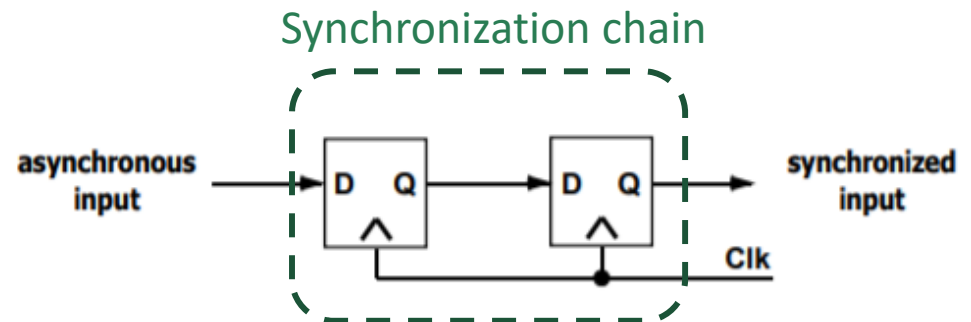 Synchronization chain
asynchronous
input
D Q
D Q
synchronized
input
Clk